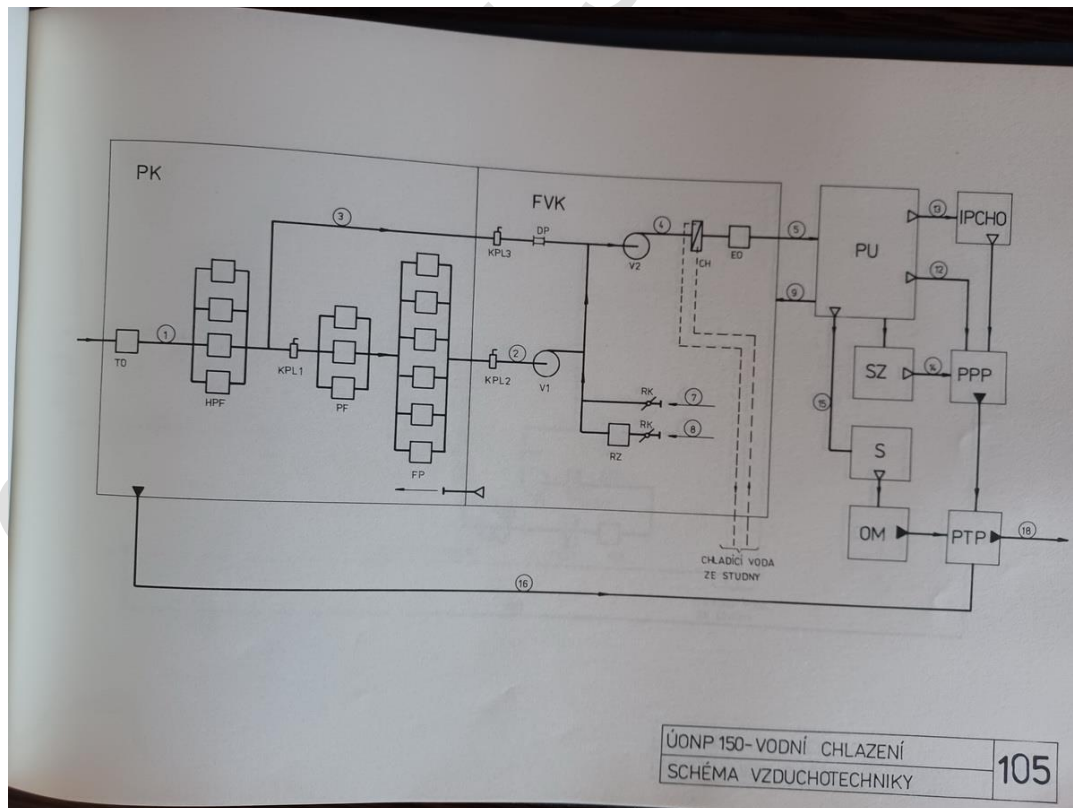 PK
FVK
3
KPL3
DP
4
V2
CH
EO
5
PU
13
IPCHO
12
9
TO
1
HPF
KPL1
PF
FP
KPL2
2
V1
RK
7
RK
8
RZ
SZ
14
PPP
15
S
OM
PTP
18
CHLADÍCÍ VODA
ZE STUDNY
16
ÚONP 150-VODNÍ CHLAZENÍ
SCHÉMA VZDUCHOTECHNIKY
105